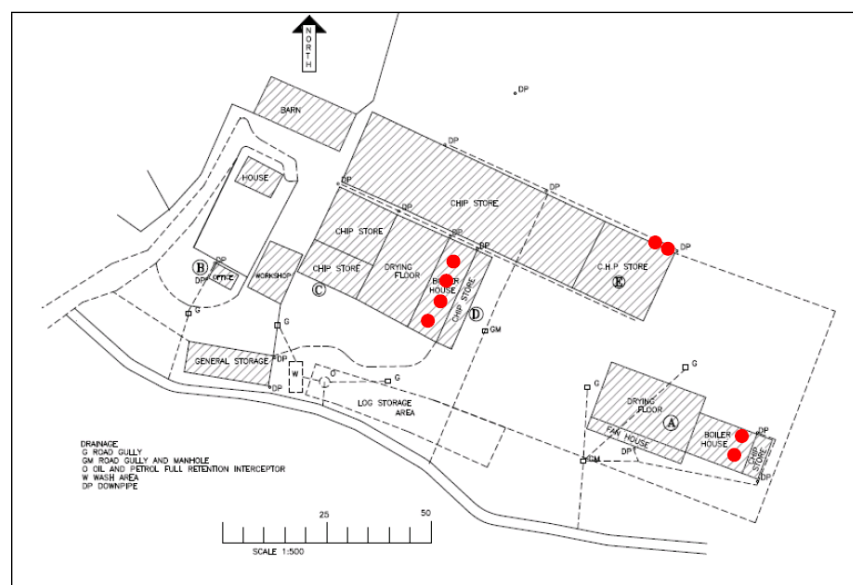 NORTH
BARN
DP
DP
HOUSE
DP
DP
DP
CHIP STORE
DP
CHIP STORE
DP
DP
DP
C.H.P STORE
E
DP
B
OFFICE
DP
WORKSHOP
CHIP STORE
C
DRYING
FLOOR
BOILER
HOUSE
CHIP STORE
D
G
G
GM
GENERAL STORAGE
DP
DP
W
O
G
LOG STORAGE
AREA
G
G
DRYING
FLOOR
A
FAN HOUSE
BOILER
HOUSE
DP
CHIP
STORE
DP
DP
GM
DRAINAGE
G ROAD GULLY
GM ROAD GULLY AND MANHOLE
O OIL AND PETROL FULL RETENTION INTERCEPTOR
W WASH AREA
DP DOWNPIPE
25
50
SCALE 1:500